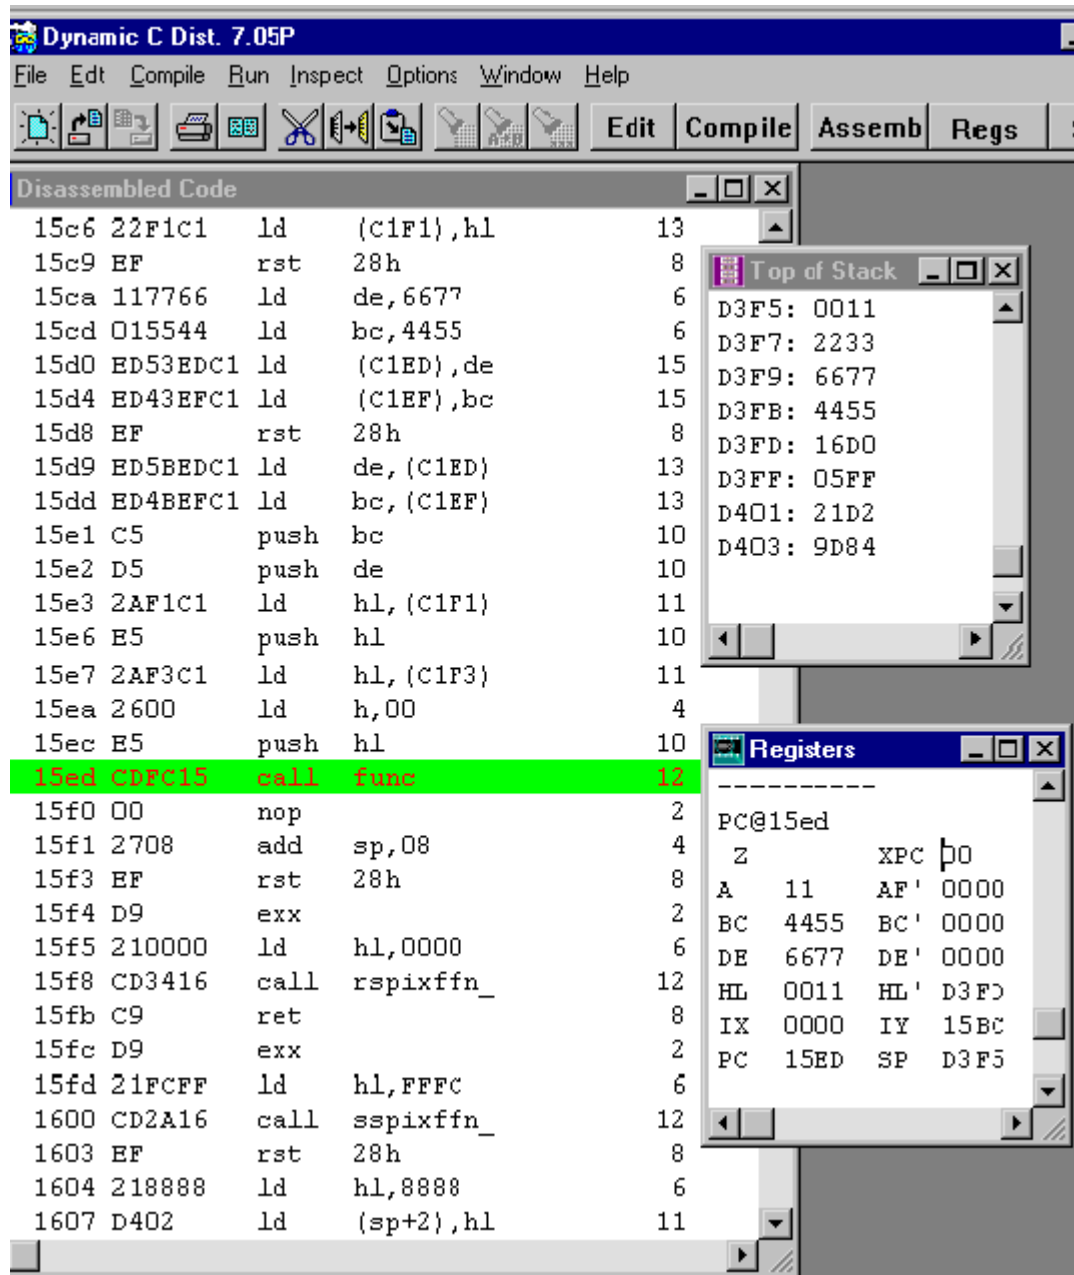 Dynamic C Dist. 7.05P
File Edt Compile Run Inspect Options Window Help
Edit Compile Assemb Regs
Disassembled Code
15c6 22F1C1 ld (C1F1),hl 13
15c9 EF rst 28h 8
15ca 117766 ld de,6677 6
15cd 015544 ld bc,4455 6
15d0 ED53EDC1 ld (C1ED),de 15
15d4 ED43EFC1 ld (C1EF),bc 15
15d8 EF rst 28h 8
15d9 ED5BEDC1 ld de,(C1ED) 13
15dd ED4BEFC1 ld bc,(C1EF) 13
15e1 C5 push bc 10
15e2 D5 push de 10
15e3 2AF1C1 ld hl,(C1F1) 11
15e6 E5 push hl 10
15e7 2AF3C1 ld hl,(C1F3) 11
15ea 2600 ld h,00 4
15ec E5 push hl 10
15ed CDFC15 call func 12
15f0 00 nop 2
15f1 2708 add sp,08 4
15f3 EF rst 28h 8
15f4 D9 exx 2
15f5 210000 ld hl,0000 6
15f8 CD3416 call rspixffn_ 12
15fb C9 ret 8
15fc D9 exx 2
15fd 21FCFF ld hl,FFFC 6
1600 CD2A16 call sspixffn_ 12
1603 EF rst 28h 8
1604 218888 ld hl,8888 6
1607 D402 ld (sp+2),hl 11
Top of Stack
D3F5: 0011
D3F7: 2233
D3F9: 6677
D3FB: 4455
D3FD: 16D0
D3FF: 05FF
D401: 21D2
D403: 9D84
Registers
----------
PC@15ed
Z XPC 00
A 11 AF' 0000
BC 4455 BC' 0000
DE 6677 DE' 0000
HL 0011 HL' D3FD
IX 0000 IY 15BC
PC 15ED SP D3F5